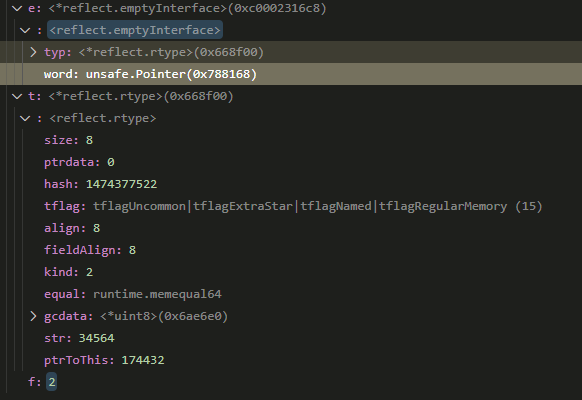 e: <*reflect.emptyInterface>(0xc0002316c8)
: <reflect.emptyInterface>
typ: <*reflect.rtype>(0x668f00)
word: unsafe.Pointer(0x788168)
t: <*reflect.rtype>(0x668f00)
: <reflect.rtype>
size: 8
ptrdata: 0
hash: 1474377522
tflag: tflagUncommon|tflagExtraStar|tflagNamed|tflagRegularMemory (15)
align: 8
fieldAlign: 8
kind: 2
equal: runtime.memequal64
gcdata: <*uint8>(0x6ae6e0)
str: 34564
ptrToThis: 174432
f: 2